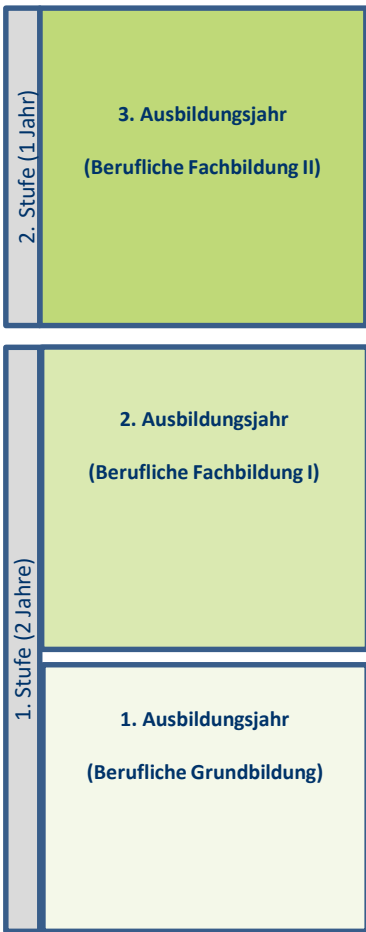 2. Stufe (1 Jahr)
3. Ausbildungsjahr
(Berufliche Fachbildung II)
1. Stufe (2 Jahre)
2. Ausbildungsjahr
(Berufliche Fachbildung I)
1. Ausbildungsjahr
(Berufliche Grundbildung)